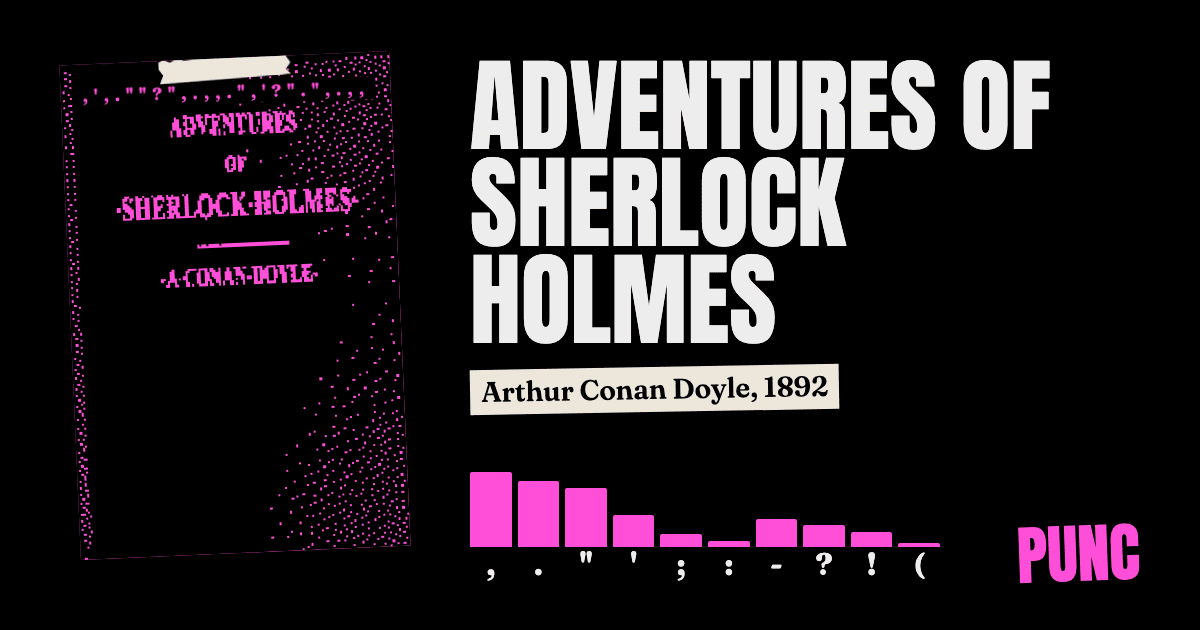 ,',.""?",.,,.",'?".",.,,
ADVENTURES
OF
·SHERLOCK·HOLMES·
·A·CONAN·DOYLE·
ADVENTURES OF
SHERLOCK
HOLMES
Arthur Conan Doyle, 1892
, . " ' ; : - ? ! (
PUNC